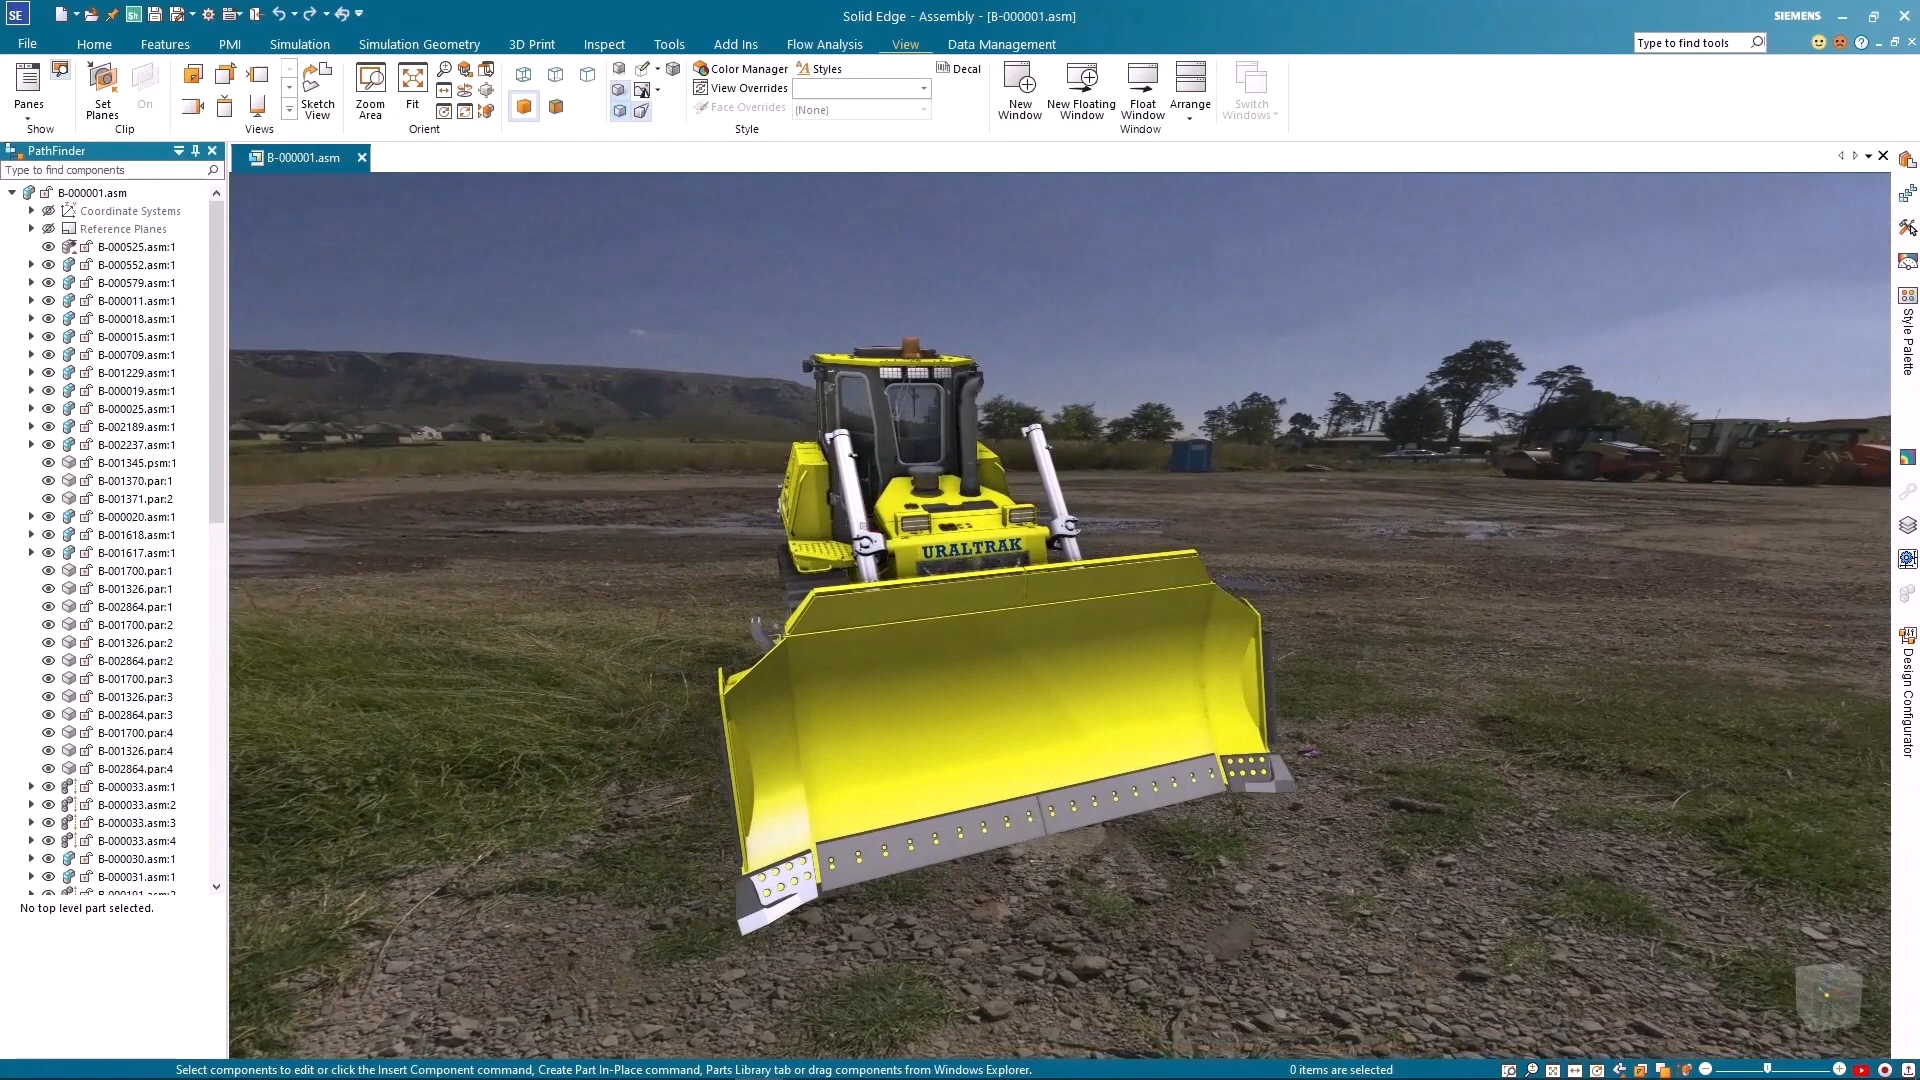 SE
Sh
Solid Edge - Assembly - [B-000001.asm]
SIEMENS
File
Home
Features
PMI
Simulation
Simulation Geometry
3D Print
Inspect
Tools
Add Ins
Flow Analysis
View
Data Management
Type to find tools
Panes
Show
Set Planes
On
Clip
Views
Sketch View
Zoom Area
Fit
Orient
Color Manager
Styles
View Overrides
Face Overrides
(None)
Style
Decal
New Window
New Floating Window
Float Window
Arrange
Switch Windows
Window
PathFinder
Type to find components
B-000001.asm
B-000001.asm
Coordinate Systems
Reference Planes
B-000525.asm:1
B-000552.asm:1
B-000579.asm:1
B-000011.asm:1
B-000018.asm:1
B-000015.asm:1
B-000709.asm:1
B-001229.asm:1
B-000019.asm:1
B-000025.asm:1
B-002189.asm:1
B-002237.asm:1
B-001345.psm:1
B-001370.par:1
B-001371.par:2
B-000020.asm:1
B-001618.asm:1
B-001617.asm:1
B-001700.par:1
B-001326.par:1
B-002864.par:1
B-001700.par:2
B-001326.par:2
B-002864.par:2
B-001700.par:3
B-001326.par:3
B-002864.par:3
B-001700.par:4
B-001326.par:4
B-002864.par:4
B-000033.asm:1
B-000033.asm:2
B-000033.asm:3
B-000033.asm:4
B-000030.asm:1
B-000031.asm:1
B-000191.asm:2
No top level part selected.
URALTRAK
Style Palette
Design Configurator
Select components to edit or click the Insert Component command, Create Part In-Place command, Parts Library tab or drag components from Windows Explorer.
0 items are selected